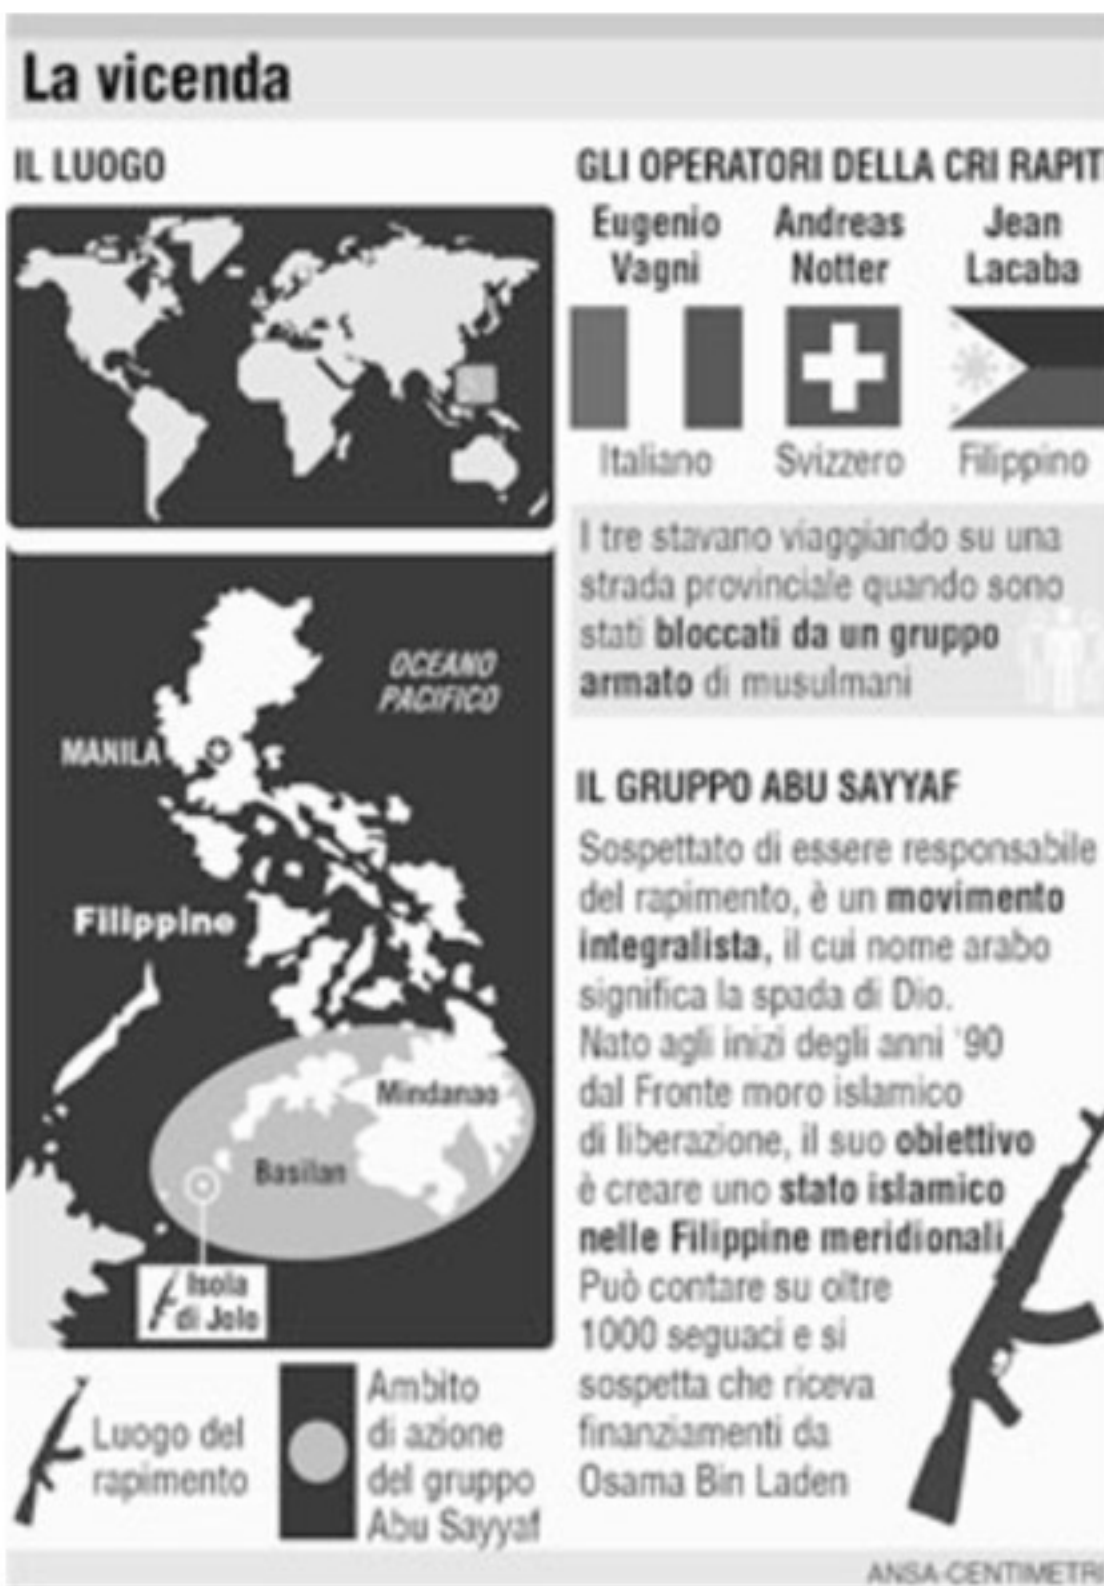 La vicenda
IL LUOGO
MANILA
OCEANO
PACIFICO
Filippine
Mindanao
Basilan
Isola
di Jolo
Luogo del
rapimento
Ambito
di azione
del gruppo
Abu Sayyaf
GLI OPERATORI DELLA CRI RAPIT
Eugenio
Vagni
Andreas
Notter
Jean
Lacaba
Italiano
Svizzero
Filippino
I tre stavano viaggiando su una
strada provinciale quando sono
stati bloccati da un gruppo
armato di musulmani
IL GRUPPO ABU SAYYAF
Sospettato di essere responsabile
del rapimento, è un movimento
integralista, il cui nome arabo
significa la spada di Dio.
Nato agli inizi degli anni '90
dal Fronte moro islamico
di liberazione, il suo obiettivo
è creare uno stato islamico
nelle Filippine meridionali
Può contare su oltre
1000 seguaci e si
sospetta che riceva
finanziamenti da
Osama Bin Laden
ANSA-CENTIMETRI